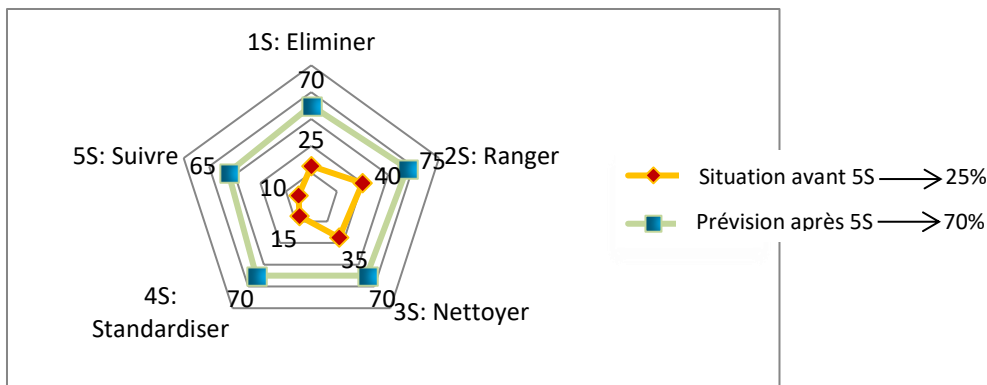 1S: Eliminer
70
25
5S: Suivre
65
75
2S: Ranger
10
40
15
35
4S:
Standardiser
70
70
3S: Nettoyer
Situation avant 5S → 25%
Prévision après 5S → 70%